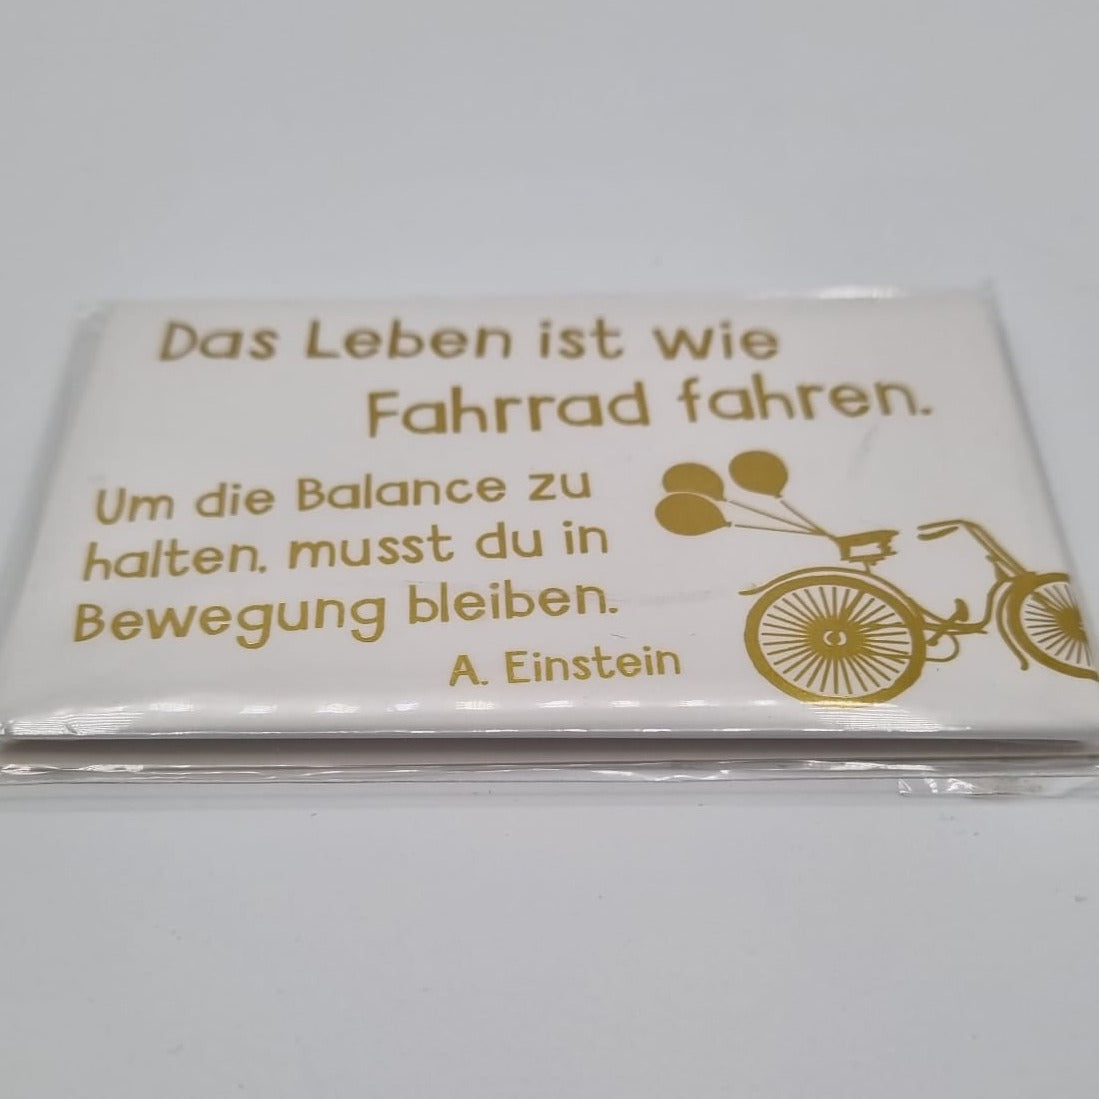 Das Leben ist wie
Fahrrad fahren.
Um die Balance zu
halten, musst du in
Bewegung bleiben.
A. Einstein